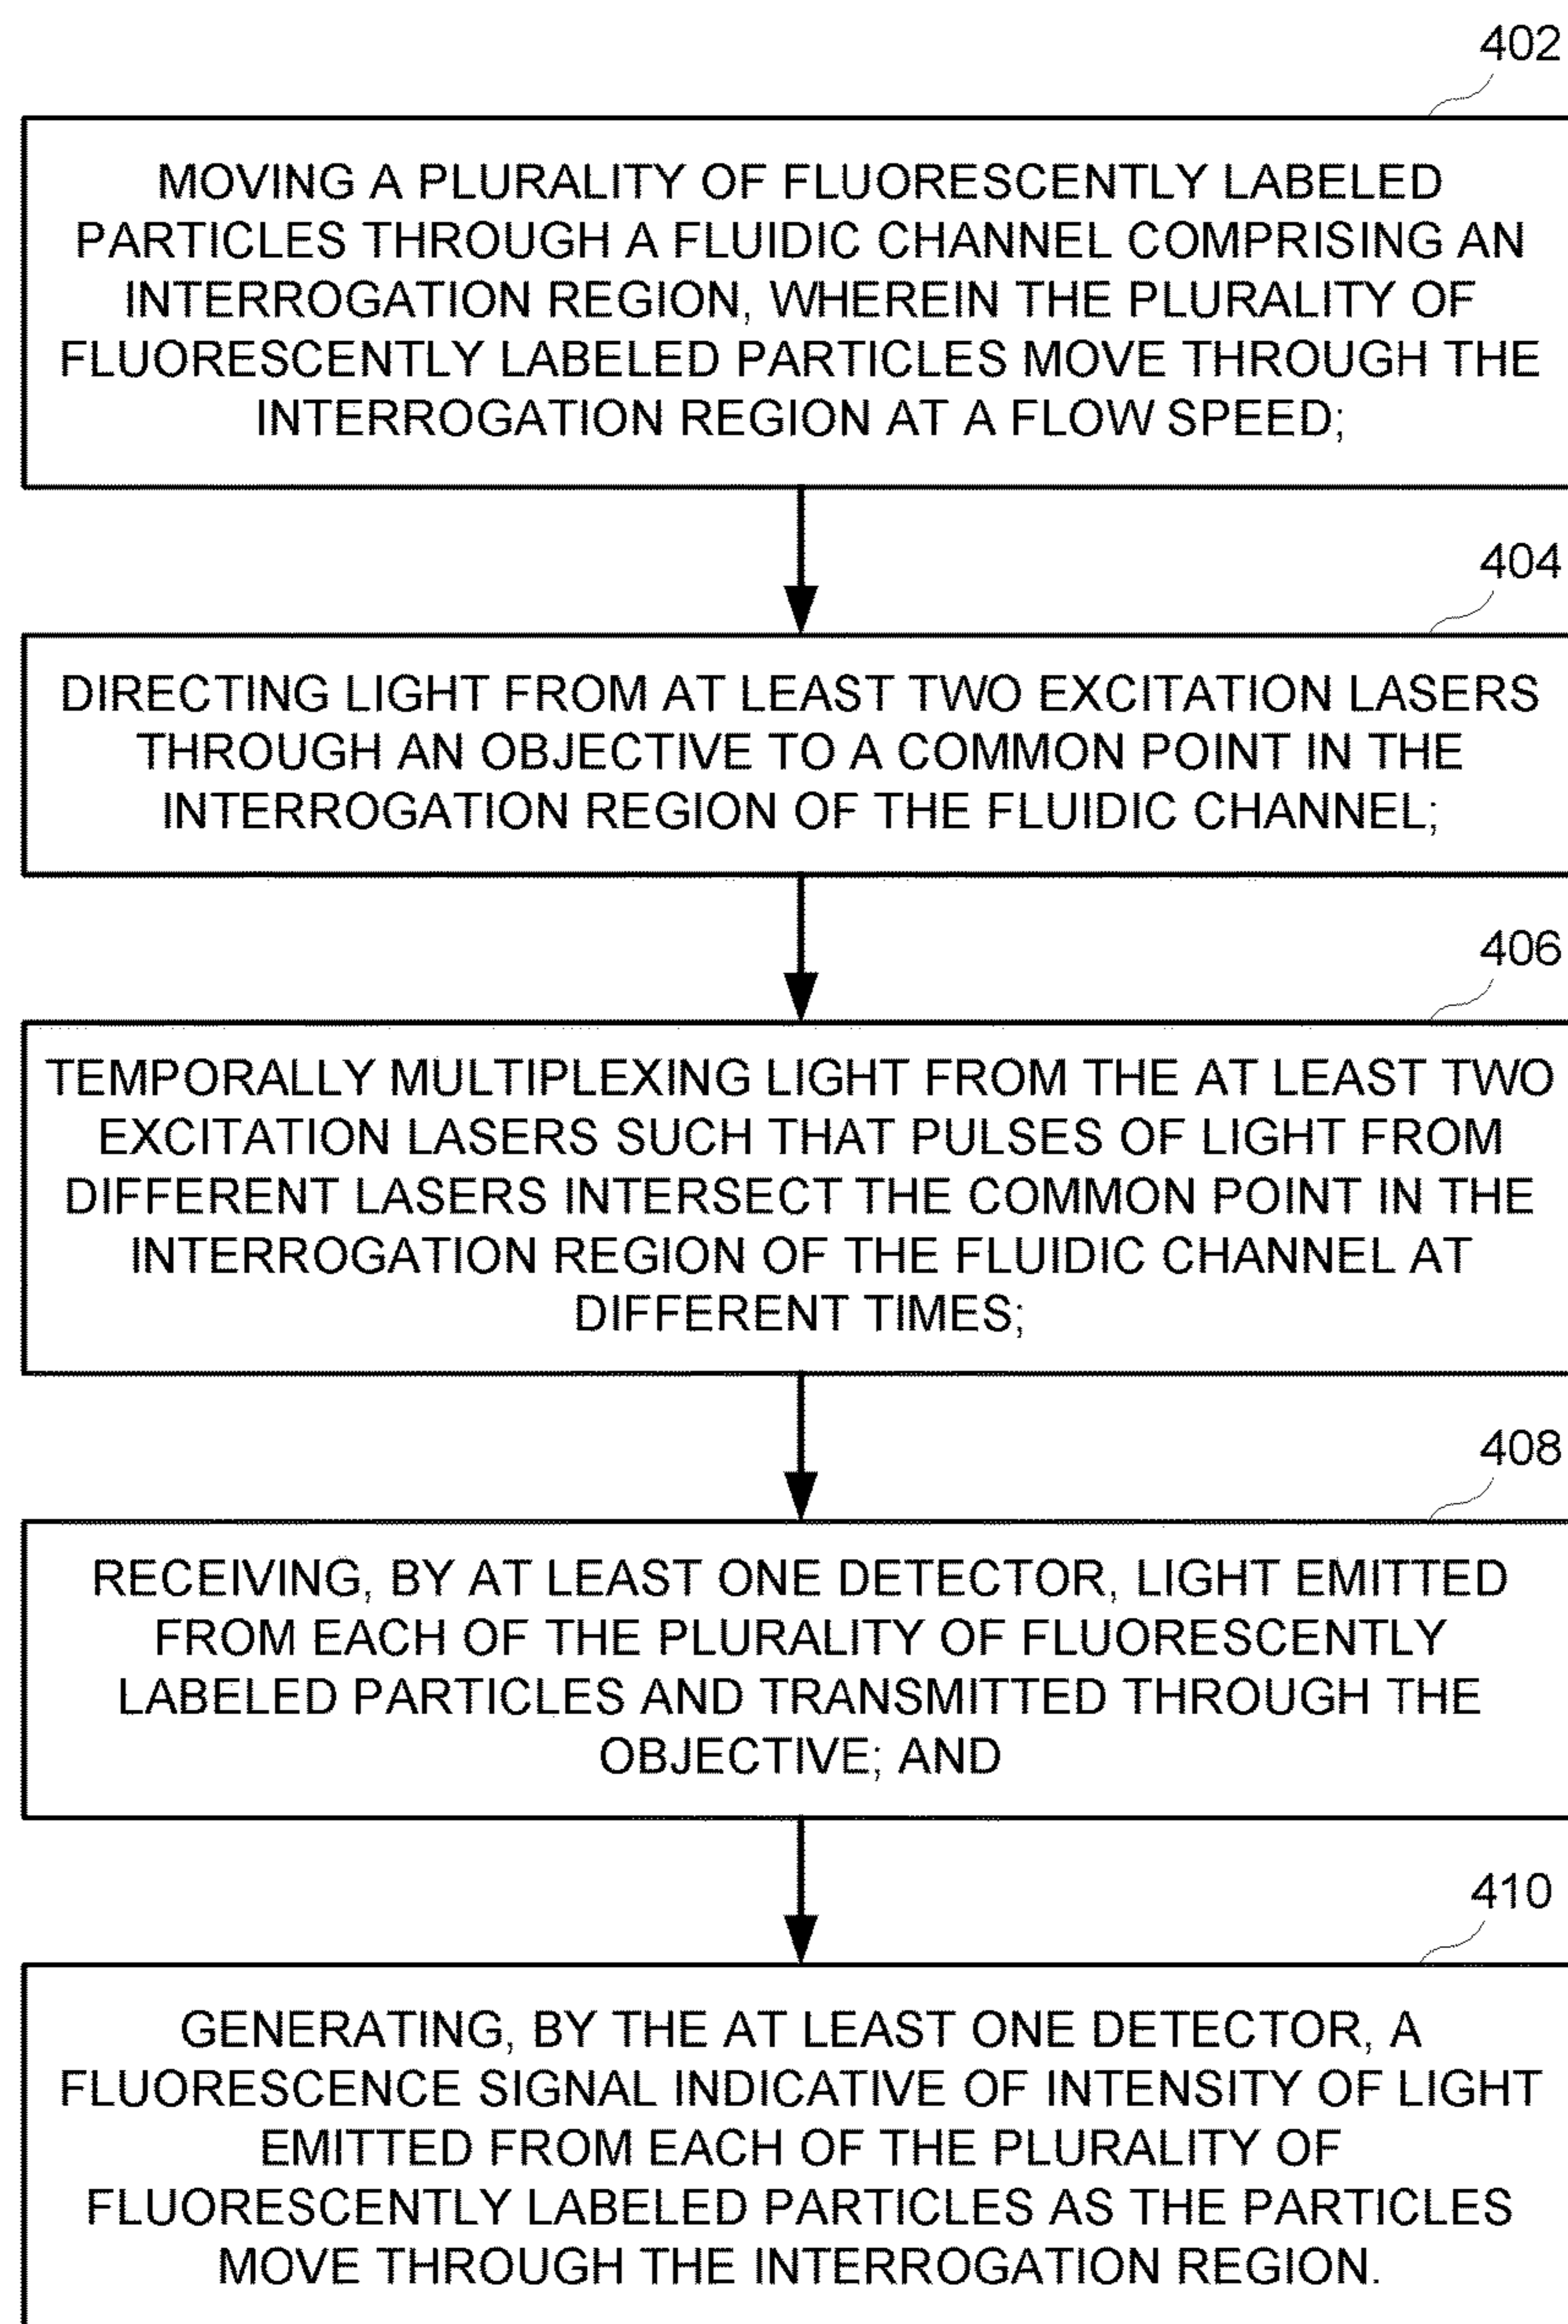 402
MOVING A PLURALITY OF FLUORESCENTLY LABELED
PARTICLES THROUGH A FLUIDIC CHANNEL COMPRISING AN
INTERROGATION REGION, WHEREIN THE PLURALITY OF
FLUORESCENTLY LABELED PARTICLES MOVE THROUGH THE
INTERROGATION REGION AT A FLOW SPEED;
404
DIRECTING LIGHT FROM AT LEAST TWO EXCITATION LASERS
THROUGH AN OBJECTIVE TO A COMMON POINT IN THE
INTERROGATION REGION OF THE FLUIDIC CHANNEL;
406
TEMPORALLY MULTIPLEXING LIGHT FROM THE AT LEAST TWO
EXCITATION LASERS SUCH THAT PULSES OF LIGHT FROM
DIFFERENT LASERS INTERSECT THE COMMON POINT IN THE
INTERROGATION REGION OF THE FLUIDIC CHANNEL AT
DIFFERENT TIMES;
408
RECEIVING, BY AT LEAST ONE DETECTOR, LIGHT EMITTED
FROM EACH OF THE PLURALITY OF FLUORESCENTLY
LABELED PARTICLES AND TRANSMITTED THROUGH THE
OBJECTIVE; AND
410
GENERATING, BY THE AT LEAST ONE DETECTOR, A
FLUORESCENCE SIGNAL INDICATIVE OF INTENSITY OF LIGHT
EMITTED FROM EACH OF THE PLURALITY OF
FLUORESCENTLY LABELED PARTICLES AS THE PARTICLES
MOVE THROUGH THE INTERROGATION REGION.